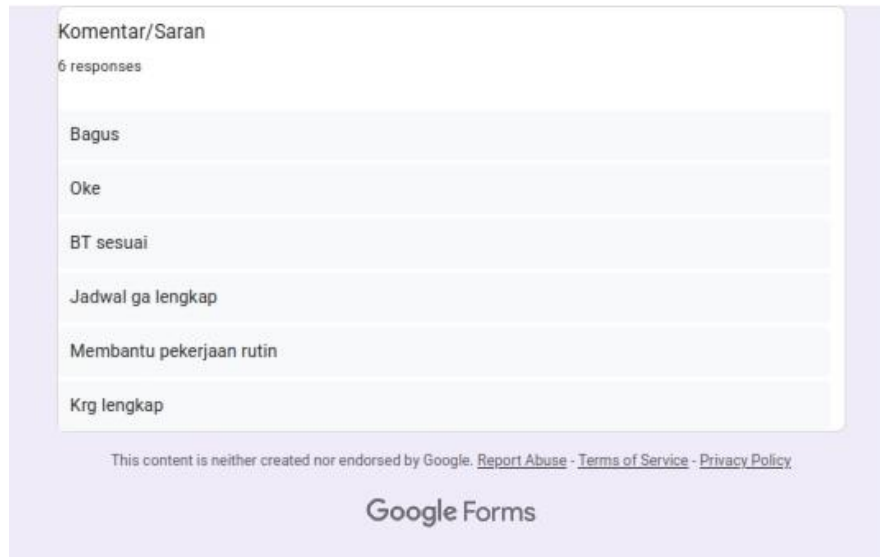 Komentar/Saran
6 responses
Bagus
Oke
BT sesuai
Jadwal ga lengkap
Membantu pekerjaan rutin
Krg lengkap
This content is neither created nor endorsed by Google. Report Abuse - Terms of Service - Privacy Policy
Google Forms